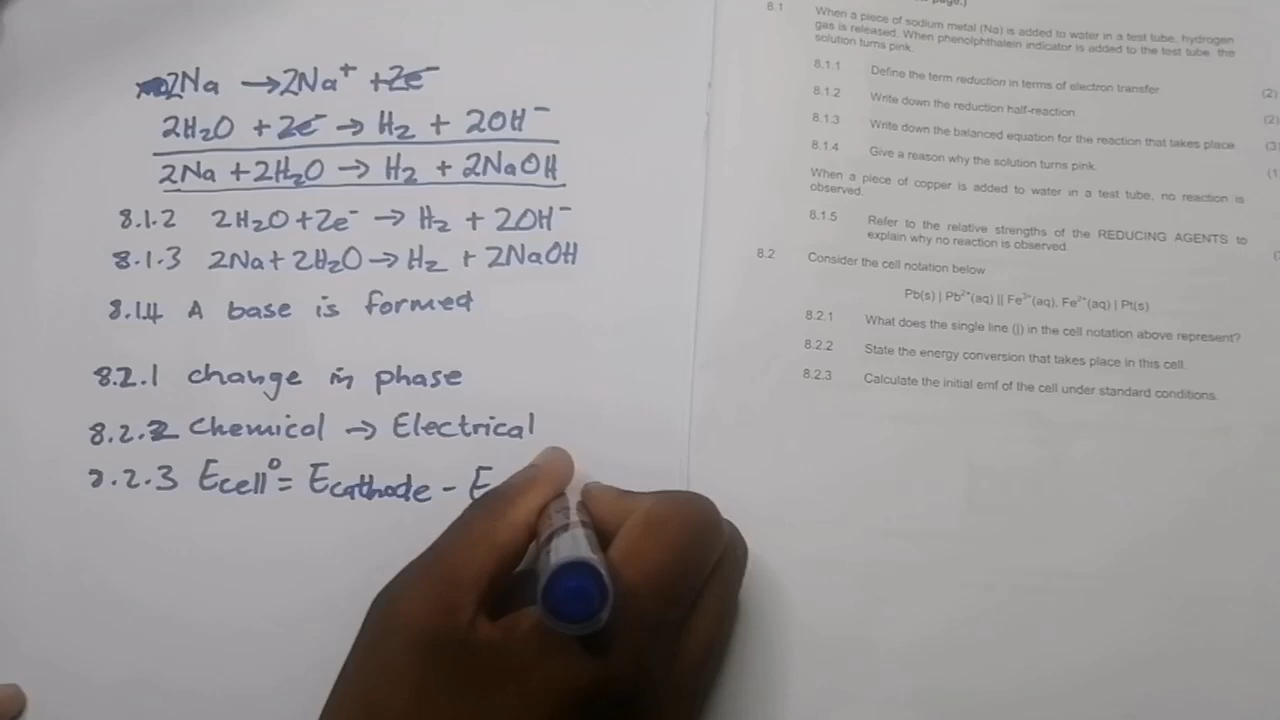 2Na → 2Na⁺ + 2e⁻
2H₂O + 2e⁻ → H₂ + 2OH⁻
2Na + 2H₂O → H₂ + 2NaOH
8.1.2 2H₂O + 2e⁻ → H₂ + 2OH⁻
8.1.3 2Na + 2H₂O → H₂ + 2NaOH
8.1.4 A base is formed
8.2.1 change in phase
8.2.2 Chemical → Electrical
8.2.3 Ecell⁰ = Ecathode - E
page.)
8.1 When a piece of sodium metal (Na) is added to water in a test tube, hydrogen
gas is released. When phenolphthalein indicator is added to the test tube, the
solution turns pink.
8.1.1 Define the term reduction in terms of electron transfer. (2)
8.1.2 Write down the reduction half-reaction. (2)
8.1.3 Write down the balanced equation for the reaction that takes place. (3)
8.1.4 Give a reason why the solution turns pink. (1
When a piece of copper is added to water in a test tube, no reaction is
observed.
8.1.5 Refer to the relative strengths of the REDUCING AGENTS to
explain why no reaction is observed.
8.2 Consider the cell notation below
Pb(s) | Pb²⁺(aq) || Fe³⁺(aq), Fe²⁺(aq) | Pt(s)
8.2.1 What does the single line (|) in the cell notation above represent?
8.2.2 State the energy conversion that takes place in this cell.
8.2.3 Calculate the initial emf of the cell under standard conditions.